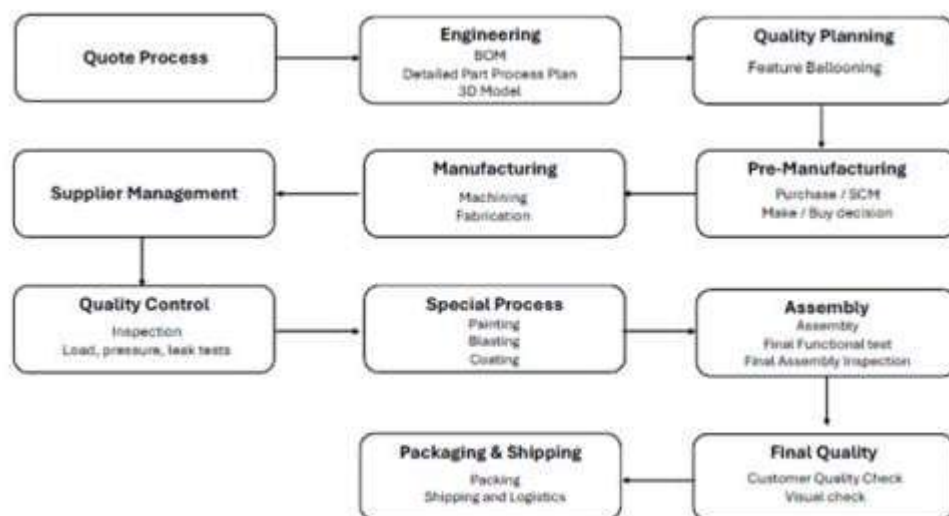 Quote Process
Engineering
BOM
Detailed Part Process Plan
3D Model
Quality Planning
Feature Ballooning
Pre-Manufacturing
Purchase / SCM
Make / Buy decision
Manufacturing
Machining
Fabrication
Supplier Management
Quality Control
Inspection
Load, pressure, leak tests
Special Process
Painting
Blasting
Coating
Assembly
Assembly
Final Functional test
Final Assembly Inspection
Final Quality
Customer Quality Check
Visual check
Packaging & Shipping
Packing
Shipping and Logistics